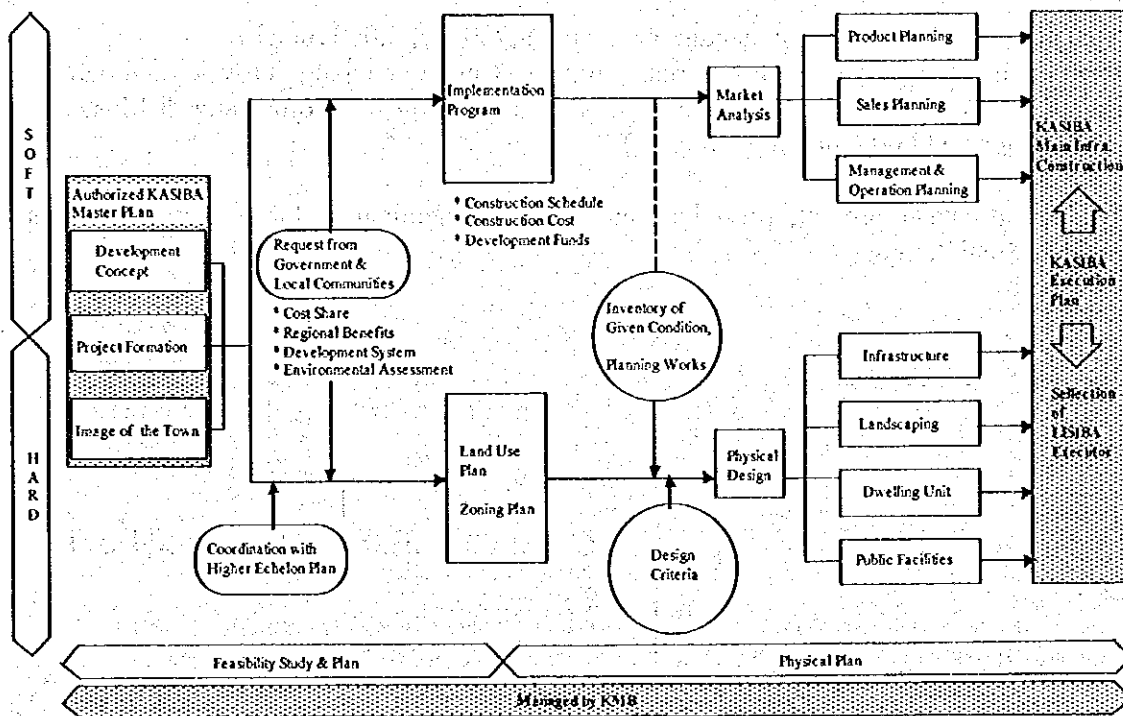 SOFT
HARD
Authorized KASIBA
Master PLan
Development
Concept
Project Formation
Image of the Town
Request from
Government &
Local Communities
* Cost Share
* Regional Benefits
* Development System
* Environmental Assessment
Coordination with
Higher Echelon Plan
Implementation
Program
* Construction Schedule
* Construction Cost
* Development Funds
Land Use
Plan
Zoning Plan
Inventory of
Given Condition,
Planning Works
Design
Criteria
Market
Analysis
Physical
Design
Product Planning
Sales Planning
Management &
Operation Planning
Infrastructure
Landscaping
Dwelling Unit
Public Facilities
KASIBA
Main Infra.
Construction
KASIBA
Execution
Plan
Sellection
of
LISIBA
Executor
Feasibility Study & Plan
Physical Plan
Managed by KMB